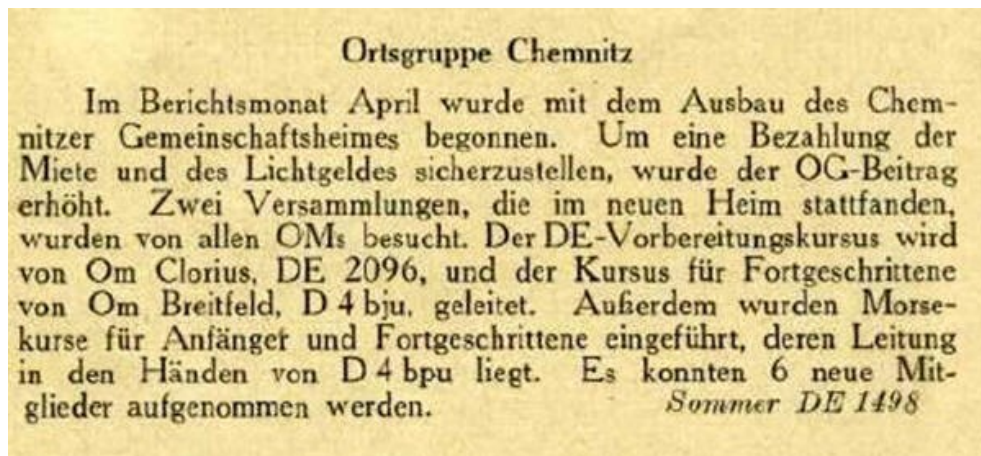 Ortsgruppe Chemnitz
Im Berichtsmonat April wurde mit dem Ausbau des Chem-
nitzer Gemeinschaftsheimes begonnen. Um eine Bezahlung der
Miete und des Lichtgeldes sicherzustellen, wurde der OG-Beitrag
erhöht. Zwei Versammlungen, die im neuen Heim stattfanden,
wurden von allen OMs besucht. Der DE-Vorbereitungskursus wird
von Om Clorius, DE 2096, und der Kursus für Fortgeschrittene
von Om Breitfeld, D 4 bju, geleitet. Außerdem wurden Morse-
kurse für Anfänger und Fortgeschrittene eingeführt, deren Leitung
in den Händen von D 4 bpu liegt. Es konnten 6 neue Mit-
glieder aufgenommen werden. Sommer DE 1498